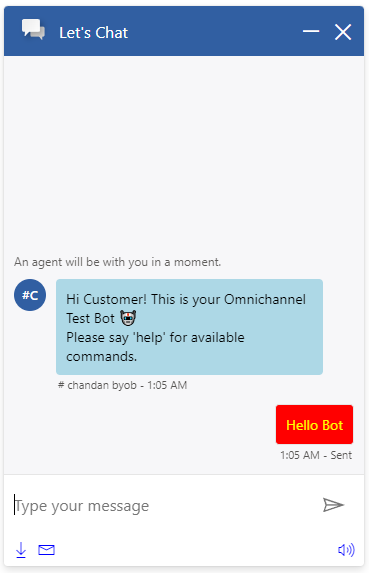 Let's Chat
An agent will be with you in a moment.
#C
Hi Customer! This is your Omnichannel
Test Bot
Please say 'help' for available
commands.
# chandan byob - 1:05 AM
Hello Bot
1:05 AM - Sent
Type your message